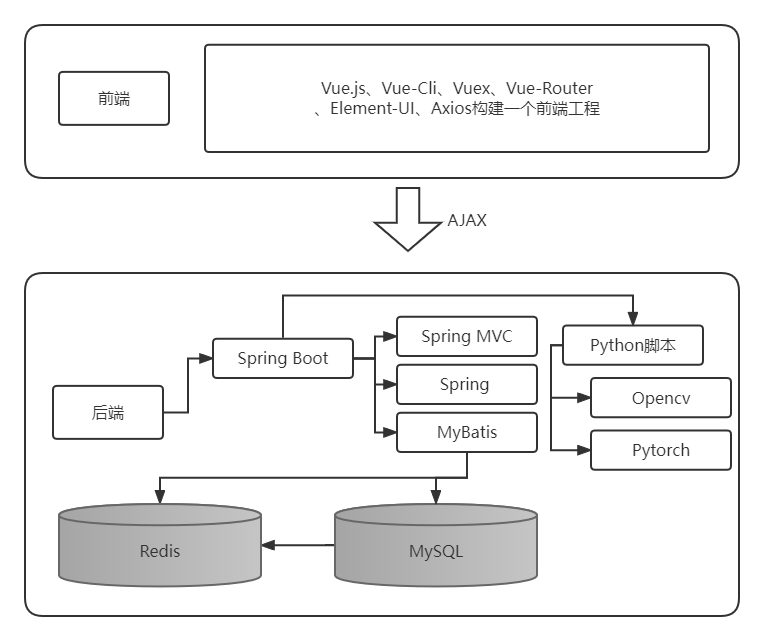 前端
Vue.js、Vue-Cli、Vuex、Vue-Router
、Element-UI、Axios构建一个前端工程
AJAX
Spring Boot
Spring MVC
Python脚本
Spring
后端
Opencv
MyBatis
Pytorch
Redis
MySQL